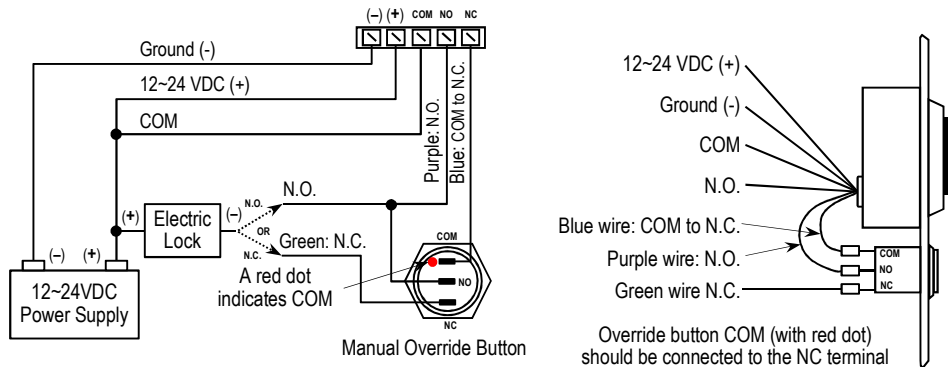 (–) (+) COM NO NC
Ground (-)
12~24 VDC (+)
COM
Purple: N.O.
Blue: COM to N.C.
N.O.
N.O.
(+)
Electric
Lock
(–)
OR
N.C.
Green: N.C.
A red dot
indicates COM
COM
NO
NC
(–) (+)
12~24VDC
Power Supply
Manual Override Button
12~24 VDC (+)
Ground (-)
COM
N.O.
Blue wire: COM to N.C.
Purple wire: N.O.
Green wire N.C.
COM
NO
NC
Override button COM (with red dot)
should be connected to the NC terminal